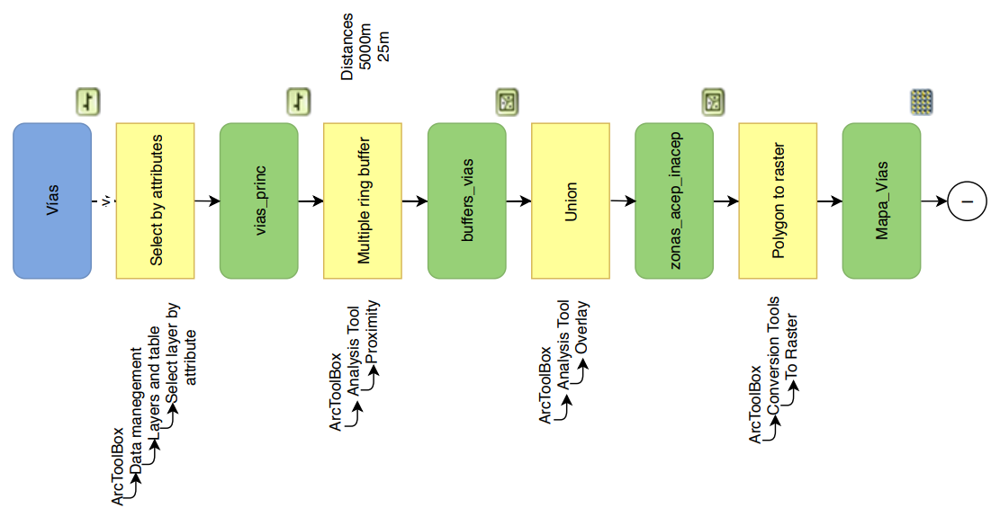 Vías
Select by attributes
vias_princ
Multiple ring buffer
buffers_vias
Union
zonas_acep_inacep
Polygon to raster
Mapa_Vías
I
Distances
5000m
25m
ArcToolBox
Data manegement
Layers and table
Select layer by
attribute
ArcToolBox
Analysis Tool
Proximity
ArcToolBox
Analysis Tool
Overlay
ArcToolBox
Conversion Tools
To Raster